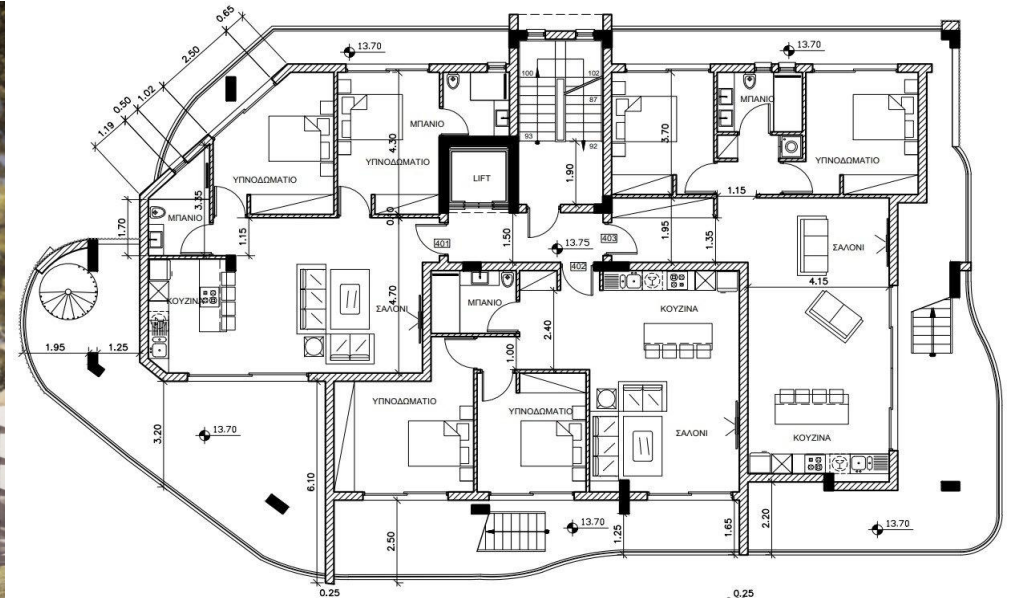 0.65
2.50
1.02
0.50
1.19
13.70
13.70
100
102
87
93
92
ΜΠΑΝΙΟ
4.30
ΥΠΝΟΔΩΜΑΤΙΟ
ΥΠΝΟΔΩΜΑΤΙΟ
LIFT
1.90
3.70
ΜΠΑΝΙΟ
ΥΠΝΟΔΩΜΑΤΙΟ
1.15
3.35
1.70
ΜΠΑΝΙΟ
1.15
401
1.50
13.75
403
402
1.95
1.35
ΣΑΛΟΝΙ
4.15
ΚΟΥΖΙΝΑ
4.70
ΣΑΛΟΝΙ
ΜΠΑΝΙΟ
2.40
ΚΟΥΖΙΝΑ
1.95
1.25
1.00
ΥΠΝΟΔΩΜΑΤΙΟ
ΥΠΝΟΔΩΜΑΤΙΟ
ΣΑΛΟΝΙ
ΚΟΥΖΙΝΑ
3.20
13.70
6.10
2.50
13.70
1.25
1.65
2.20
13.70
0.25
0.25